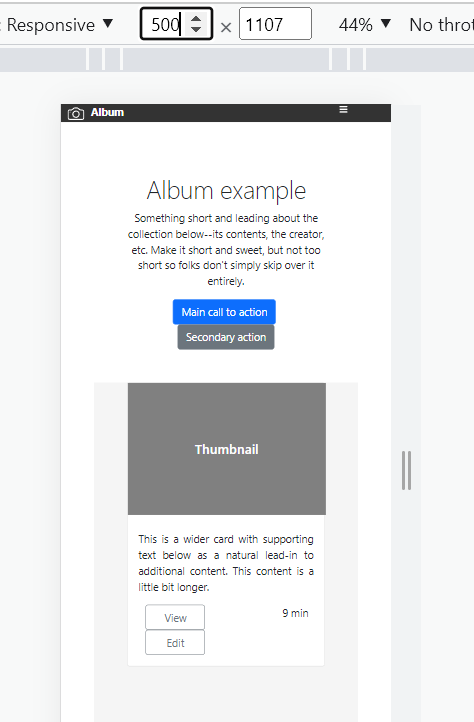 : Responsive ▼ 500 × 1107 44% ▼ No thrott
Album
Album example
Something short and leading about the
collection below--its contents, the creator,
etc. Make it short and sweet, but not too
short so folks don't simply skip over it
entirely.
Main call to action
Secondary action
Thumbnail
This is a wider card with supporting
text below as a natural lead-in to
additional content. This content is a
little bit longer.
View
9 min
Edit